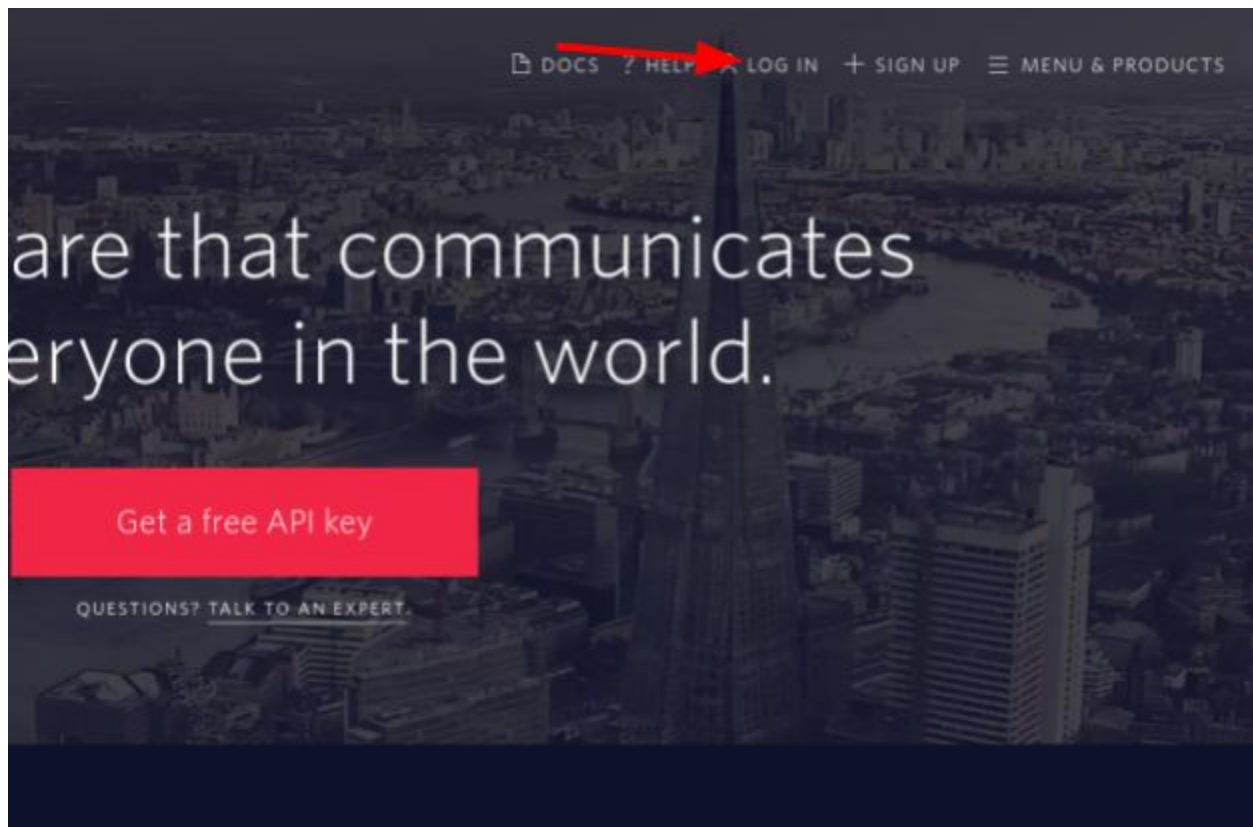 DOCS ? HELP LOG IN + SIGN UP ☰ MENU & PRODUCTS
are that communicates
eryone in the world.
Get a free API key
QUESTIONS? TALK TO AN EXPERT.